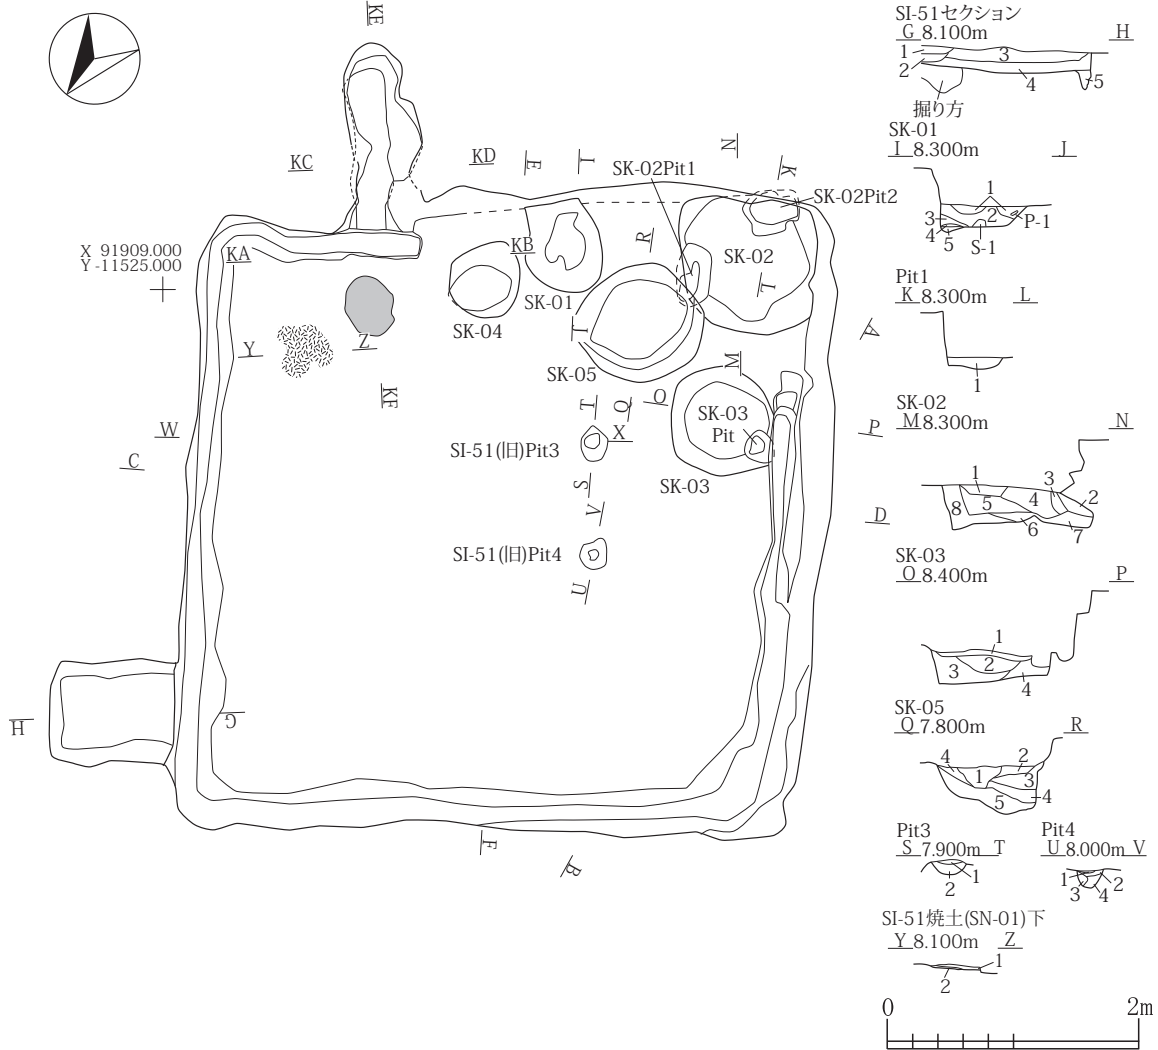 KE
KC
KD
E
I
SK-02Pit1
N
K
SK-02Pit2
X 91909.000
Y -11525.000
KA
KB
R
SK-02
L
SK-01
SK-04
J
Y
Z
SK-05
M
A
KF
T
Q
O
SK-03
Pit
W
X
P
SI-51(旧)Pit3
C
SK-03
S
V
D
SI-51(旧)Pit4
U
H
G
F
B
SI-51セクション
G 8.100m H
1
2
3
4
5
掘り方
SK-01
I 8.300m J
1
2
3
4
5
S-1
P-1
Pit1
K 8.300m L
1
SK-02
M 8.300m N
1
3
8
5
4
2
6
7
SK-03
O 8.400m P
1
2
3
4
SK-05
Q 7.800m R
4
1
2
3
5
4
Pit3
S 7.900m T
1
2
Pit4
U 8.000m V
1
2
3
4
SI-51焼土(SN-01)下
Y 8.100m Z
1
2
0 2m